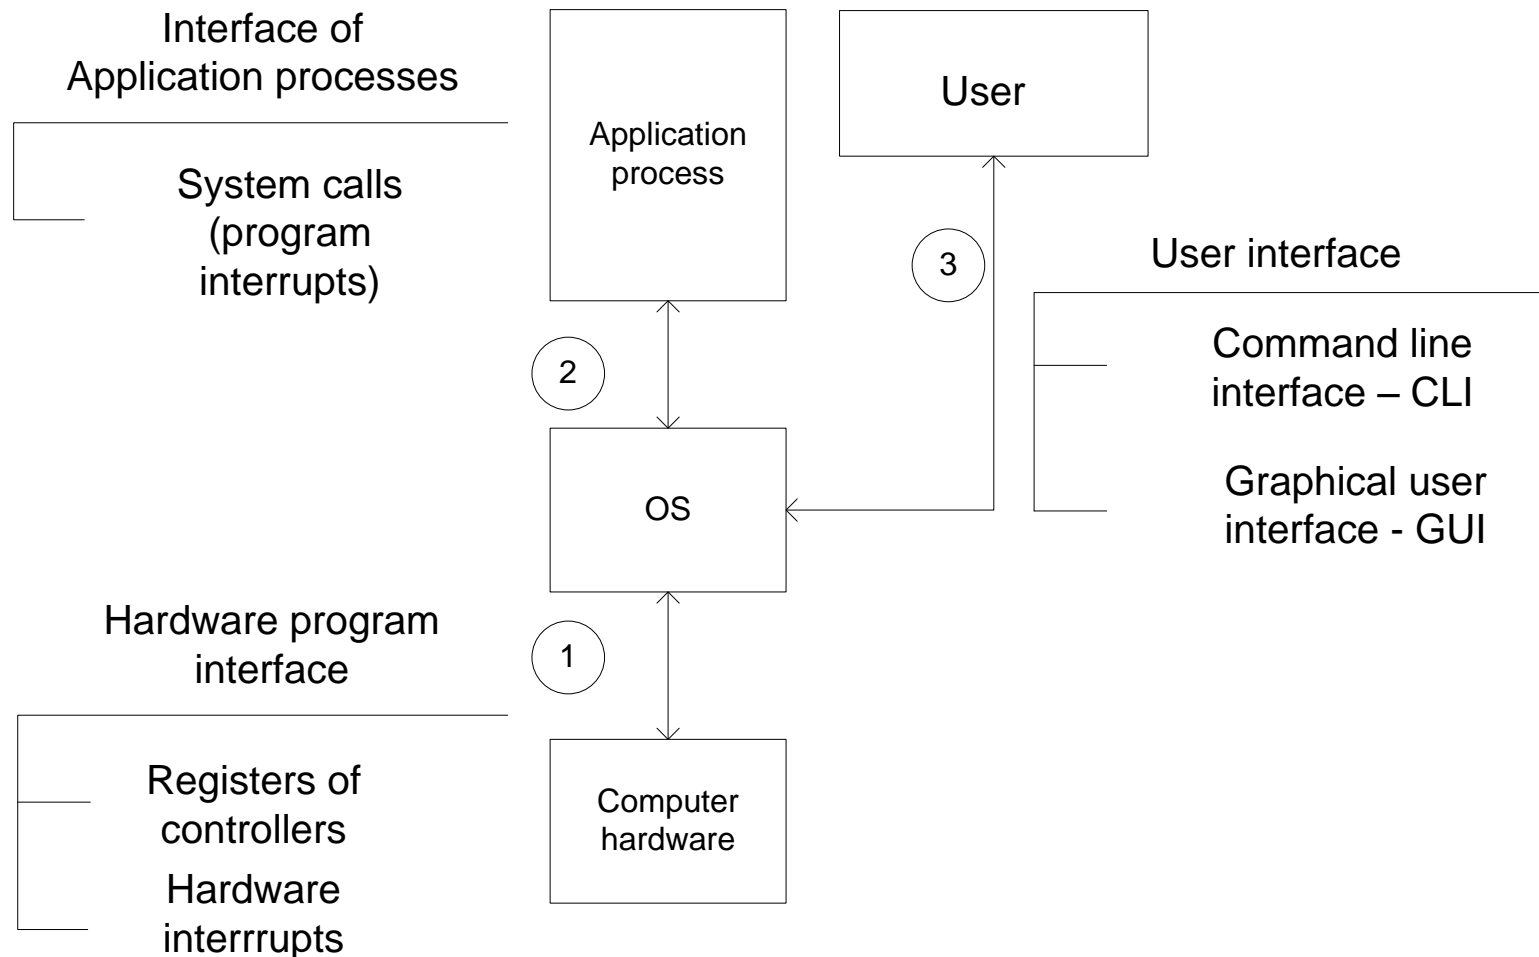 Interface of
Application processes
System calls
(program
interrupts)
Application
process
User
3
User interface
Command line
interface – CLI
Graphical user
interface - GUI
2
OS
Hardware program
interface
1
Registers of
controllers
Hardware
interrrupts
Computer
hardware